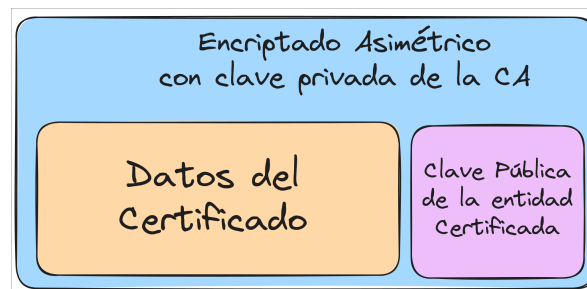 Encriptado Asimétrico
con clave privada de la CA
Datos del
Certificado
Clave Pública
de la entidad
Certificada